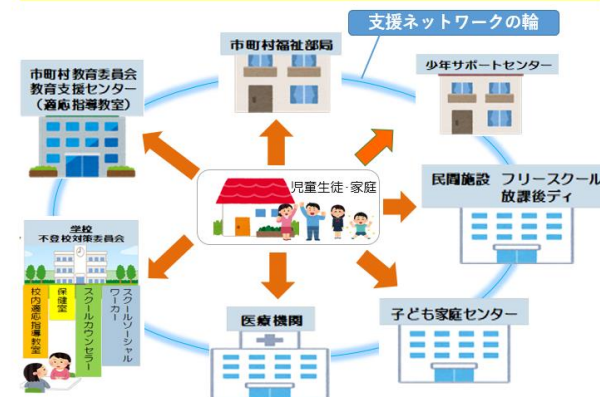 支援ネットワークの輪
市町村福祉部局
少年サポートセンター
市町村教育委員会
教育支援センター
（適応指導教室）
児童生徒・家庭
民間施設 フリースクール
放課後デイ
学校
不登校対策委員会
校内適応指導教室
保健室
スクールカウンセラー
スクールソーシャル
ワーカー
医療機関
子ども家庭センター